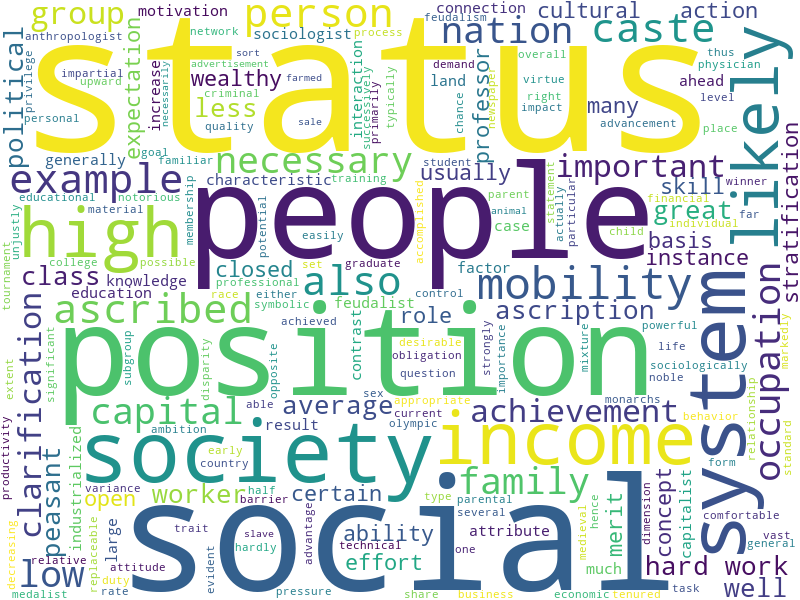 group
motivation
person
connection
cultural
action
feudalism
anthropologist
status
sociologist
network
process
nation
caste
likely
political
privilege
impartial
upward
sort
advertisement
farmed
overall
thus
physician
personal
expectation
increase
necessarily
wealthy
criminal
less
quality
sale
interaction
successively
primarily
typically
demand
land
chance
professor
newspaper
virtue
right
impact
many
ahead
level
advancement
place
goal
generally
familiar
necessary
student
usually
important
statement
stratification
example
characteristic
training
skill
winner
educational
notorious
membership
potential
people
parent
animal
actually
particular
financial
great
far
individual
unjustly
material
high
easily
accomplished
case
child
basis
instance
class
college
possible
knowledge
closed
set
graduate
also
factor
mobility
system
tournament
education
professional
race
either
symbolic
feudalist
control
ascribed
ascription
occupation
clarification
significant
subgroup
position
achieved
contrast
role
obligation
strongly
importance
mixture
powerful
life
sociologically
markedly
extent
disparity
opposite
desirable
question
noble
relationship
sex
monarchs
able
average
appropriate
achievement
behavior
capital
ambition
result
current
olympic
income
standard
productivity
peasant
industrialized
society
early
country
form
variance
half
family
concept
capitalist
comfortable
open
worker
barrier
certain
type
parental
several
medieval
hence
merit
dimension
vast
general
decreasing
relative
replaceable
large
trait
slave
social
advantage
ability
attribute
evident
hardly
technical
one
effort
much
hard work
low
attitude
duty
medalist
rate
pressure
share
business
economic
tenured
task
well